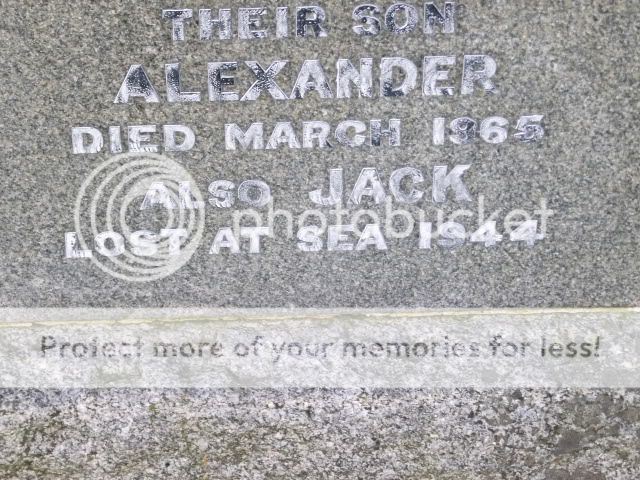 THEIR SON
ALEXANDER
DIED MARCH 1965
ALSO JACK
photobucket
LOST AT SEA 1944
Protect more of your memories for less!